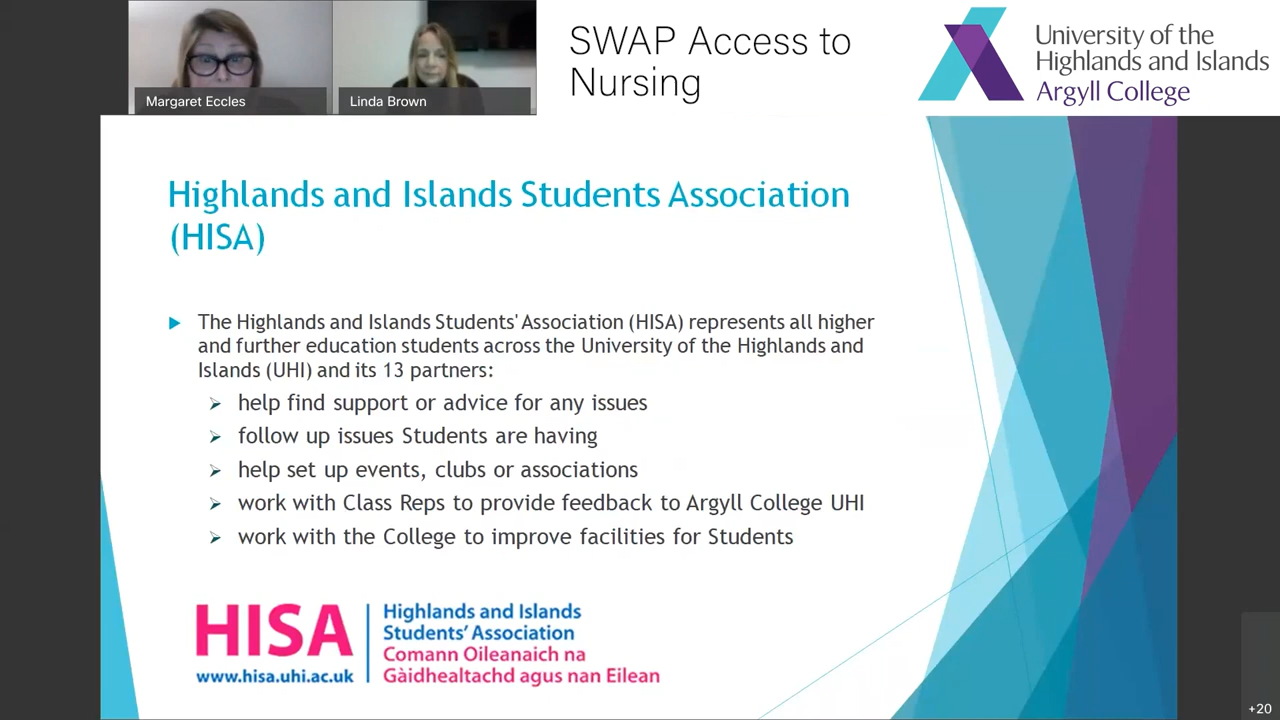 Margaret Eccles
Linda Brown
SWAP Access to
Nursing
University of the
Highlands and Islands
Argyll College
Highlands and Islands Students Association
(HISA)
The Highlands and Islands Students' Association (HISA) represents all higher
and further education students across the University of the Highlands and
Islands (UHI) and its 13 partners:
help find support or advice for any issues
follow up issues Students are having
help set up events, clubs or associations
work with Class Reps to provide feedback to Argyll College UHI
work with the College to improve facilities for Students
HISA
www.hisa.uhi.ac.uk
Highlands and Islands
Students' Association
Comann Oileanaich na
Gàidhealtachd agus nan Eilean
+20